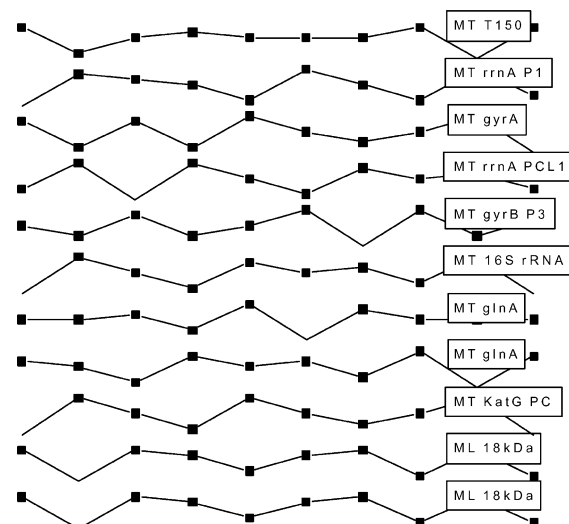 MT T150
MT rrnA P1
MT gyrA
MT rrnA PCL1
MT gyrB P3
MT 16S rRNA
MT glnA
MT glnA
MT KatG PC
ML 18kDa
ML 18kDa